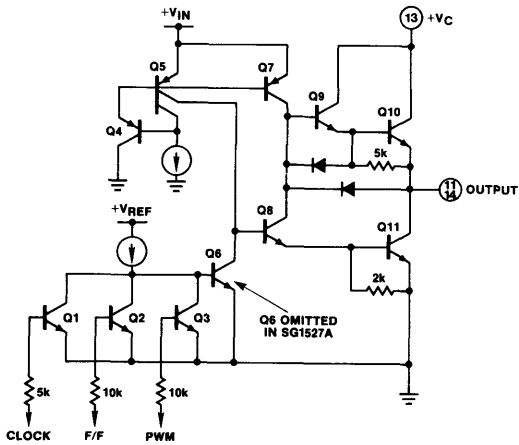 +VIN
13 +VC
Q5
Q7
Q9
Q10
Q4
5k
11
14 OUTPUT
+VREF
Q8
Q11
Q6
2k
Q1
Q2
Q3
Q6 OMITTED
IN SG1527A
5k
10k
10k
CLOCK
F/F
PWM